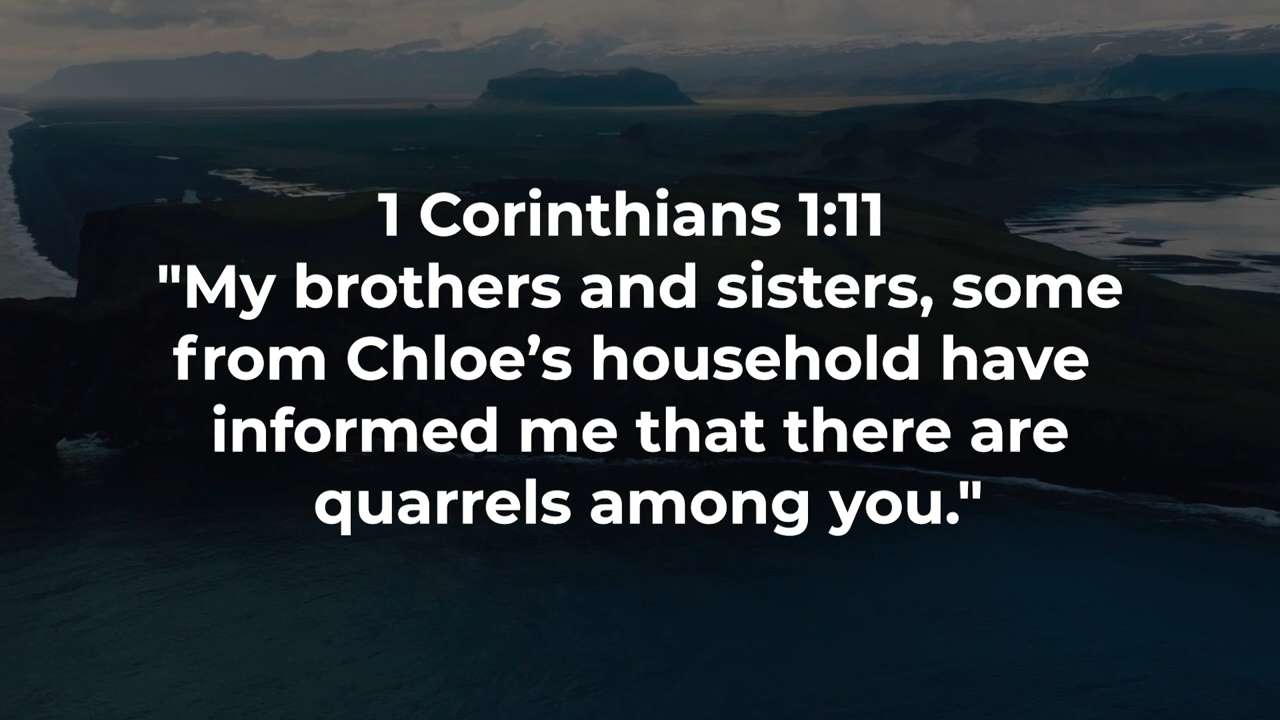 1 Corinthians 1:11
"My brothers and sisters, some
from Chloe’s household have
informed me that there are
quarrels among you."